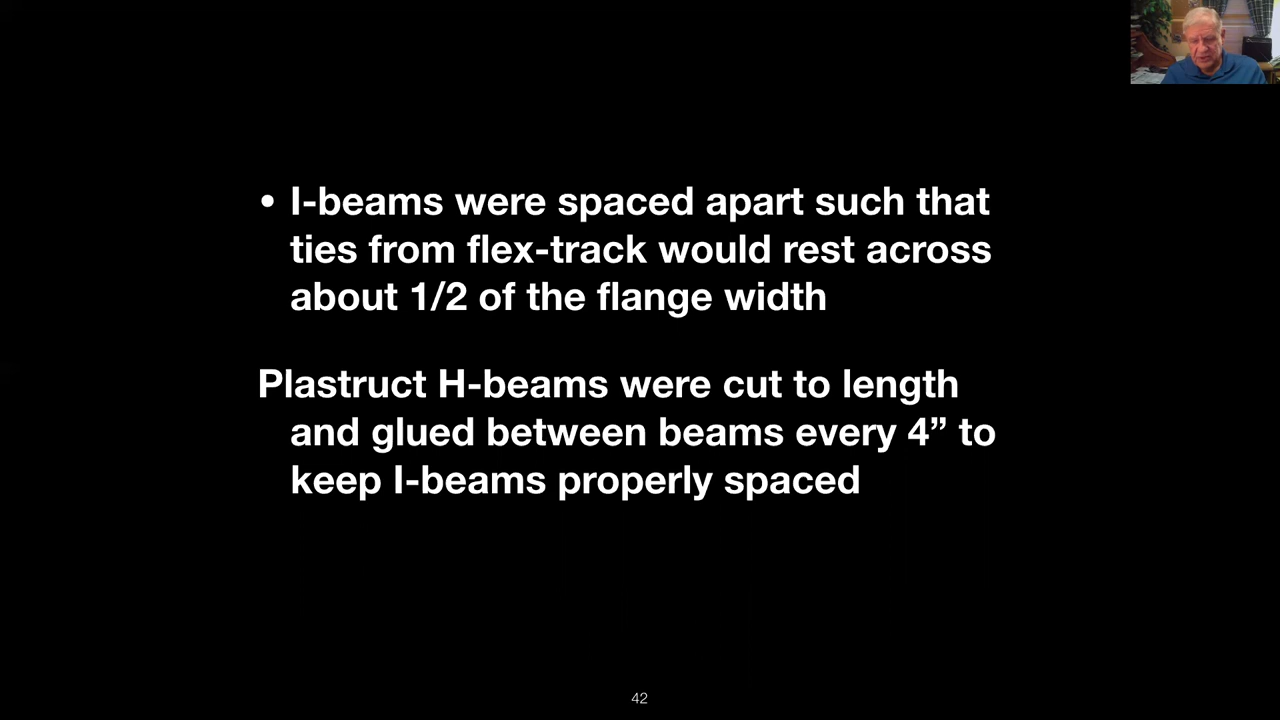 • I-beams were spaced apart such that
ties from flex-track would rest across
about 1/2 of the flange width
Plastruct H-beams were cut to length
and glued between beams every 4” to
keep I-beams properly spaced
42